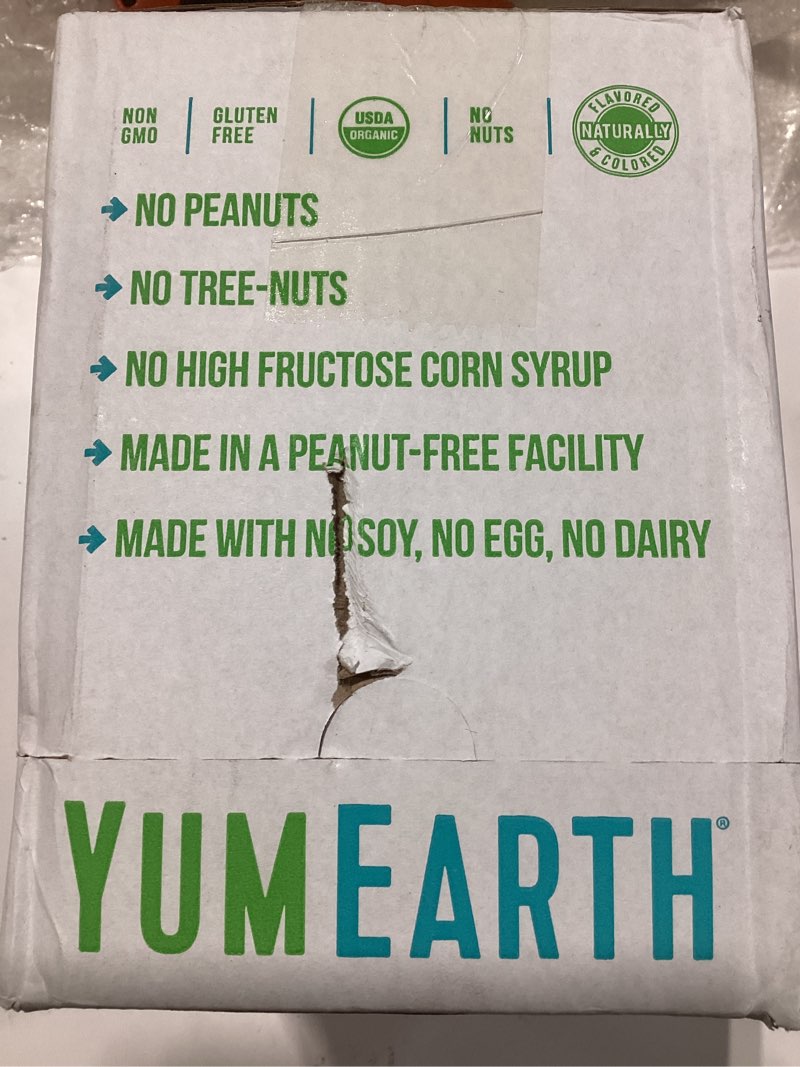 NON GMO
GLUTEN FREE
USDA ORGANIC
NO NUTS
FLAVORED NATURALLY & COLORED
NO PEANUTS
NO TREE-NUTS
NO HIGH FRUCTOSE CORN SYRUP
MADE IN A PEANUT-FREE FACILITY
MADE WITH NO SOY, NO EGG, NO DAIRY
YUMEARTH®